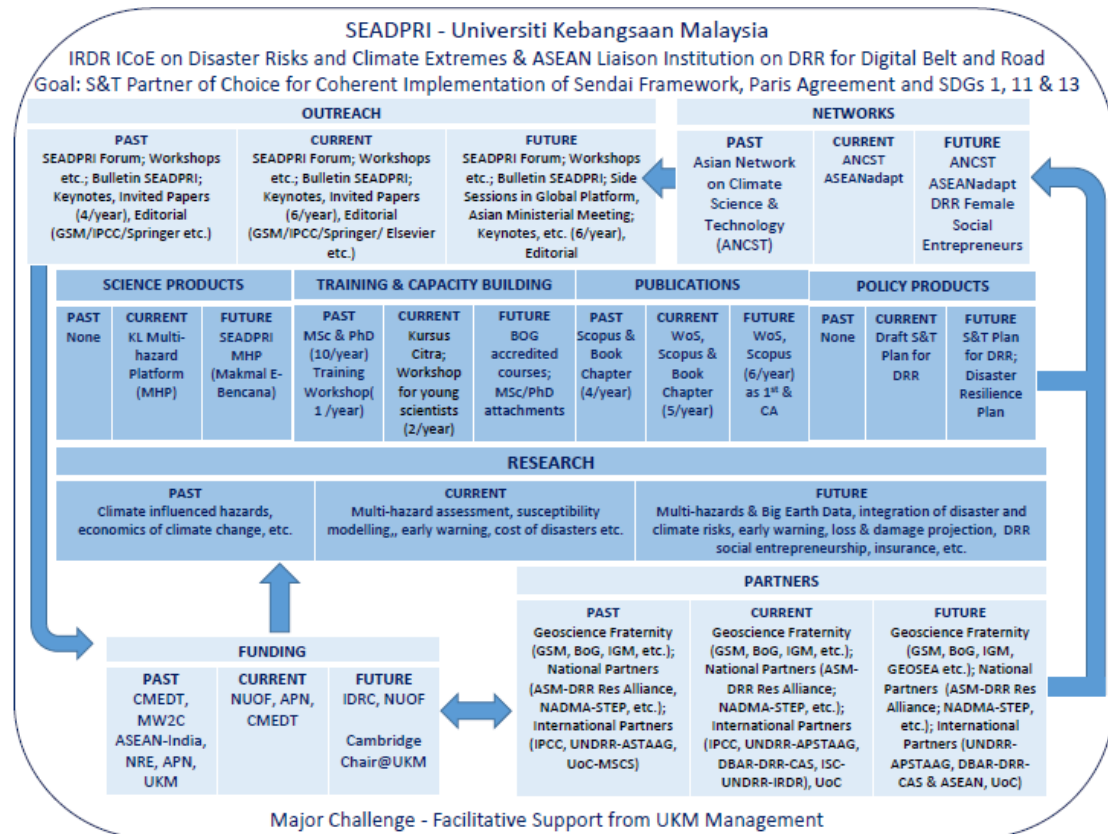 SEADPRI - Universiti Kebangsaan Malaysia
IRDR ICoE on Disaster Risks and Climate Extremes & ASEAN Liaison Institution on DRR for Digital Belt and Road
Goal: S&T Partner of Choice for Coherent Implementation of Sendai Framework, Paris Agreement and SDGs 1, 11 & 13
OUTREACH
PAST
SEADPRI Forum; Workshops
etc.; Bulletin SEADPRI;
Keynotes, Invited Papers
(4/year), Editorial
(GSM/IPCC/Springer etc.)
CURRENT
SEADPRI Forum; Workshops
etc.; Bulletin SEADPRI;
Keynotes, Invited Papers
(6/year), Editorial
(GSM/IPCC/Springer/ Elsevier
etc.)
FUTURE
SEADPRI Forum; Workshops
etc.; Bulletin SEADPRI; Side
Sessions in Global Platform,
Asian Ministerial Meeting;
Keynotes, etc. (6/year),
Editorial
NETWORKS
PAST
Asian Network
on Climate
Science &
Technology
(ANCST)
CURRENT
ANCST
ASEANadapt
FUTURE
ANCST
ASEANadapt
DRR Female
Social
Entrepreneurs
SCIENCE PRODUCTS
PAST
None
CURRENT
KL Multi-
hazard
Platform
(MHP)
FUTURE
SEADPRI
MHP
(Makmal E-
Bencana)
TRAINING & CAPACITY BUILDING
PAST
MSc & PhD
(10/year)
Training
Workshop(
1 /year)
CURRENT
Kursus
Citra;
Workshop
for young
scientists
(2/year)
FUTURE
BOG
accredited
courses;
MSc/PhD
attachments
PUBLICATIONS
PAST
Scopus &
Book
Chapter
(4/year)
CURRENT
WoS,
Scopus &
Book
Chapter
(5/year)
FUTURE
WoS,
Scopus
(6/year)
as 1st &
CA
POLICY PRODUCTS
PAST
None
CURRENT
Draft S&T
Plan for
DRR
FUTURE
S&T Plan
for DRR;
Disaster
Resilience
Plan
RESEARCH
PAST
Climate influenced hazards,
economics of climate change, etc.
CURRENT
Multi-hazard assessment, susceptibility
modelling,, early warning, cost of disasters etc.
FUTURE
Multi-hazards & Big Earth Data, integration of disaster and
climate risks, early warning, loss & damage projection, DRR
social entrepreneurship, insurance, etc.
FUNDING
PAST
CMEDT,
MW2C
ASEAN-India,
NRE, APN,
UKM
CURRENT
NUOF, APN,
CMEDT
FUTURE
IDRC, NUOF
Cambridge
Chair@UKM
PARTNERS
PAST
Geoscience Fraternity
(GSM, BoG, IGM, etc.);
National Partners
(ASM-DRR Res Alliance,
NADMA-STEP, etc.);
International Partners
(IPCC, UNDRR-ASTAAG,
UoC-MSCS)
CURRENT
Geoscience Fraternity
(GSM, BoG, IGM, etc.);
National Partners (ASM-
DRR Res Alliance;
NADMA-STEP, etc.);
International Partners
(IPCC, UNDRR-APSTAAG,
DBAR-DRR-CAS, ISC-
UNDRR-IRDR), UoC
FUTURE
Geoscience Fraternity
(GSM, BoG, IGM,
GEOSEA etc.); National
Partners (ASM-DRR Res
Alliance; NADMA-STEP,
etc.); International
Partners (UNDRR-
APSTAAG, DBAR-DRR-
CAS & ASEAN, UoC)
Major Challenge - Facilitative Support from UKM Management